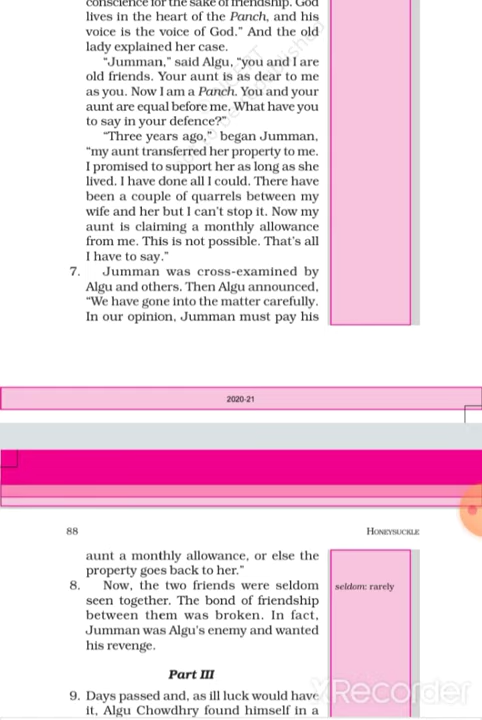 conscience for the sake of friendship. God
lives in the heart of the Panch, and his
voice is the voice of God." And the old
lady explained her case.
"Jumman," said Algu, "you and I are
old friends. Your aunt is as dear to me
as you. Now I am a Panch. You and your
aunt are equal before me. What have you
to say in your defence?"
"Three years ago," began Jumman,
"my aunt transferred her property to me.
I promised to support her as long as she
lived. I have done all I could. There have
been a couple of quarrels between my
wife and her but I can't stop it. Now my
aunt is claiming a monthly allowance
from me. This is not possible. That's all
I have to say."
7. Jumman was cross-examined by
Algu and others. Then Algu announced,
"We have gone into the matter carefully.
In our opinion, Jumman must pay his
2020-21
88
HONEYSUCKLE
aunt a monthly allowance, or else the
property goes back to her."
8. Now, the two friends were seldom
seen together. The bond of friendship
between them was broken. In fact,
Jumman was Algu's enemy and wanted
his revenge.
seldom: rarely
Part III
9. Days passed and, as ill luck would have
it, Algu Chowdhry found himself in a
XRecorder